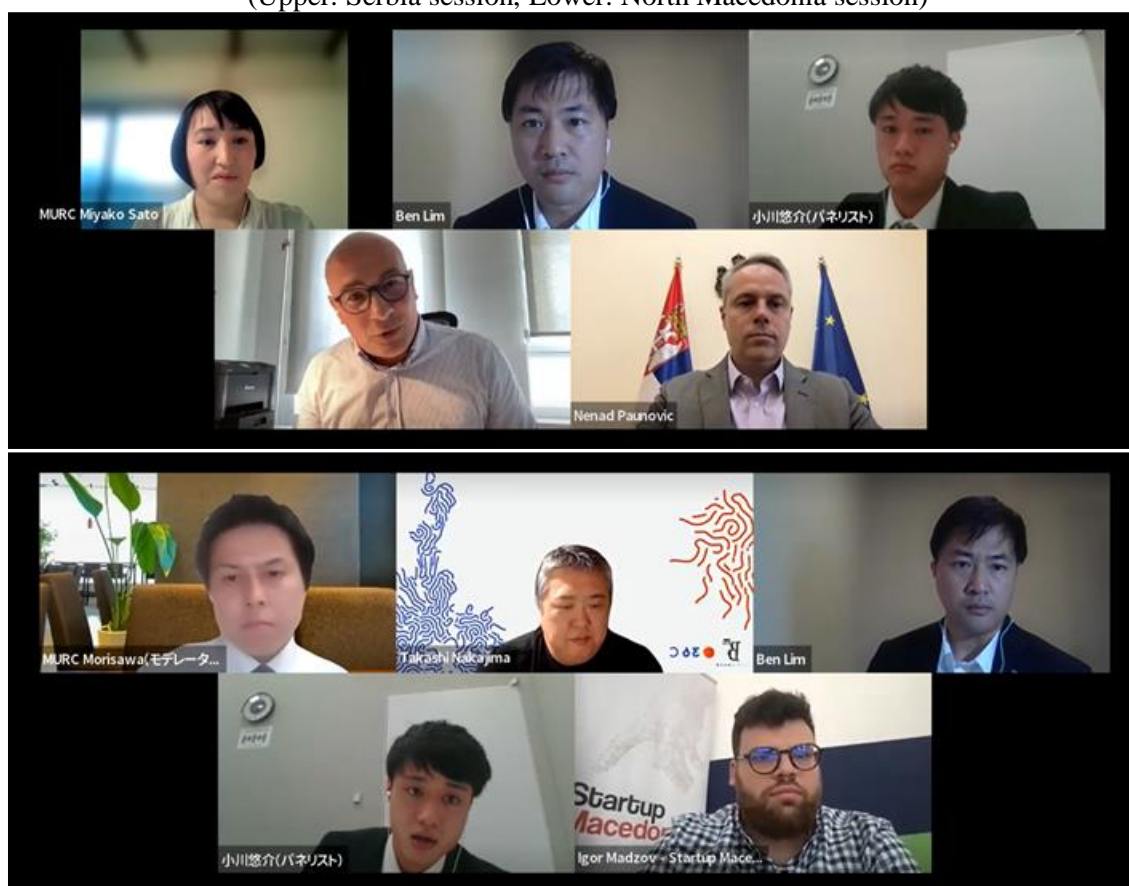 (Upper: Serbia session, Lower: North Macedonia session)
MURC Miyako Sato
Ben Lim
小川悠介(パネリスト)
Nenad Paunovic
MURC Morisawa(モデレータ...
Takashi Nakajima
Ben Lim
小川悠介(パネリスト)
Startup
Macedo
Igor Madzov - Startup Mace...